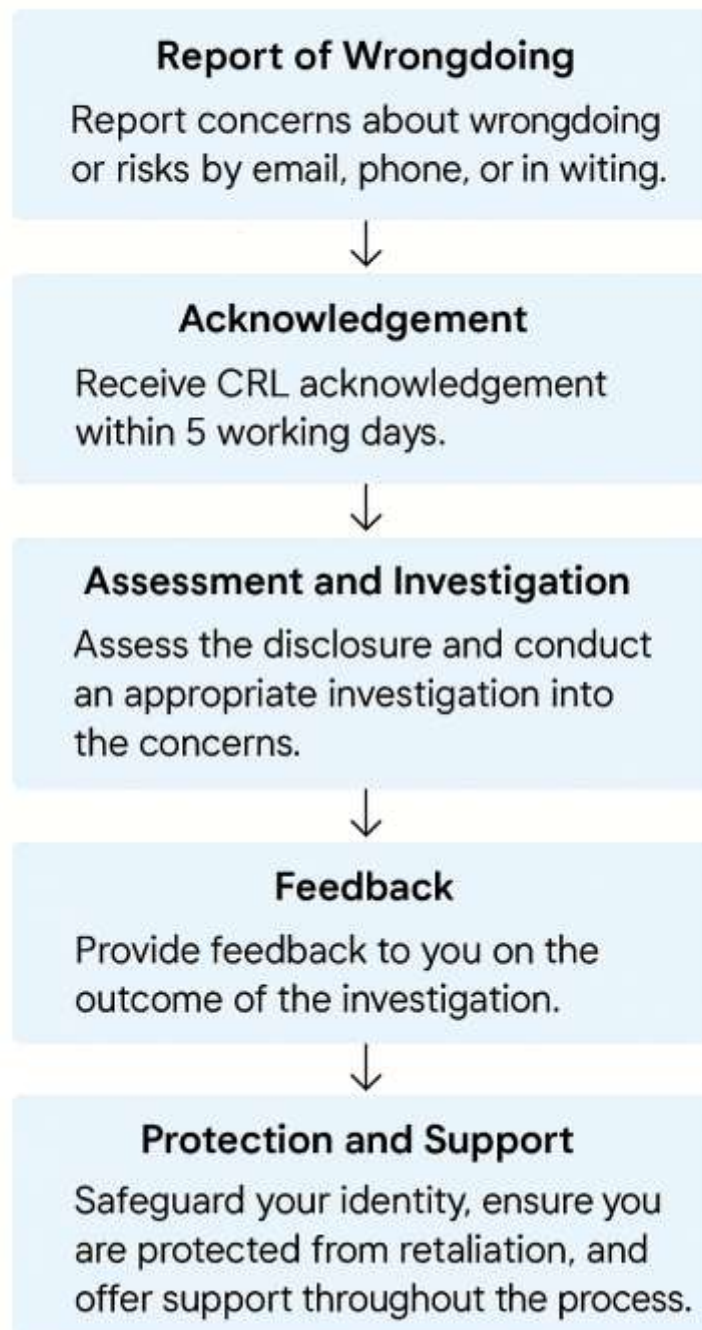 Report of Wrongdoing
Report concerns about wrongdoing
or risks by email, phone, or in witing.
Acknowledgement
Receive CRL acknowledgement
within 5 working days.
Assessment and Investigation
Assess the disclosure and conduct
an appropriate investigation into
the concerns.
Feedback
Provide feedback to you on the
outcome of the investigation.
Protection and Support
Safeguard your identity, ensure you
are protected from retaliation, and
offer support throughout the process.